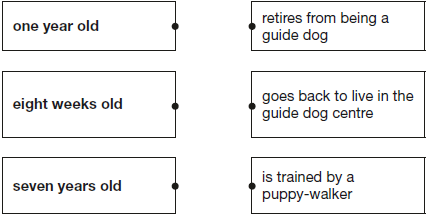 one year old
retires from being a
guide dog
eight weeks old
goes back to live in the
guide dog centre
seven years old
is trained by a
puppy-walker